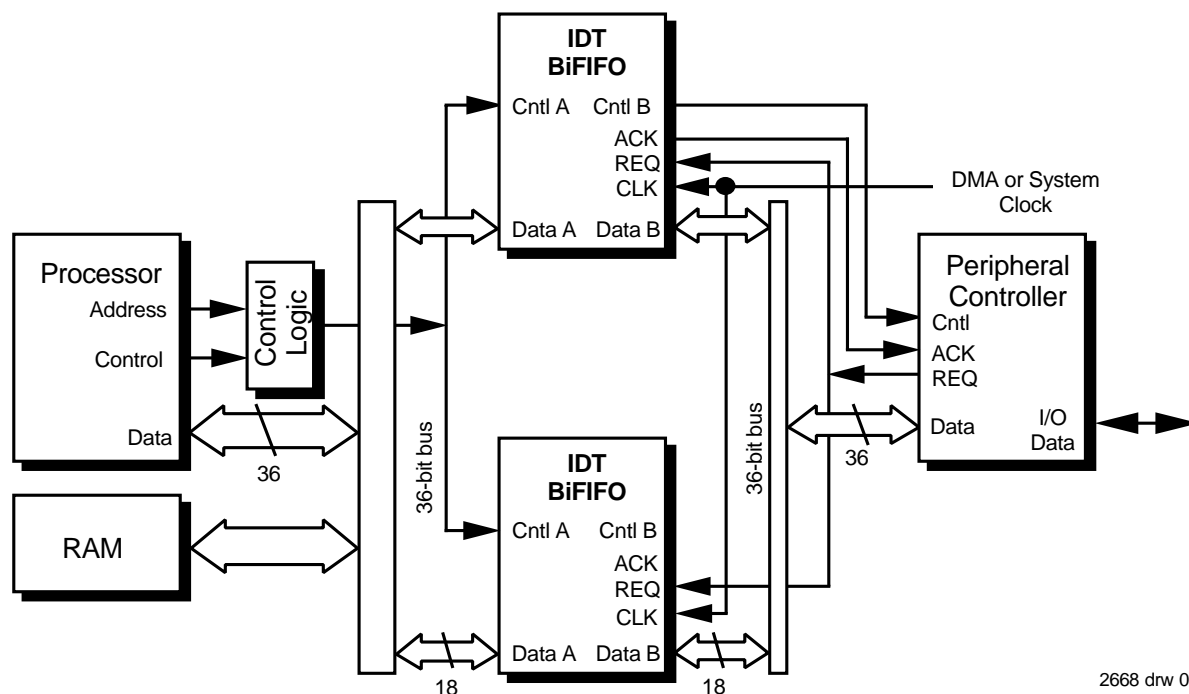 IDT
BiFIFO
Cntl A
Cntl B
ACK
REQ
CLK
Data A
Data B
DMA or System
Clock
Processor
Address
Control
Data
36
Control
Logic
RAM
36-bit bus
36-bit bus
Peripheral
Controller
Cntl
ACK
REQ
Data
I/O
Data
36
IDT
BiFIFO
Cntl A
Cntl B
ACK
REQ
CLK
Data A
Data B
18
18
2668 drw 0